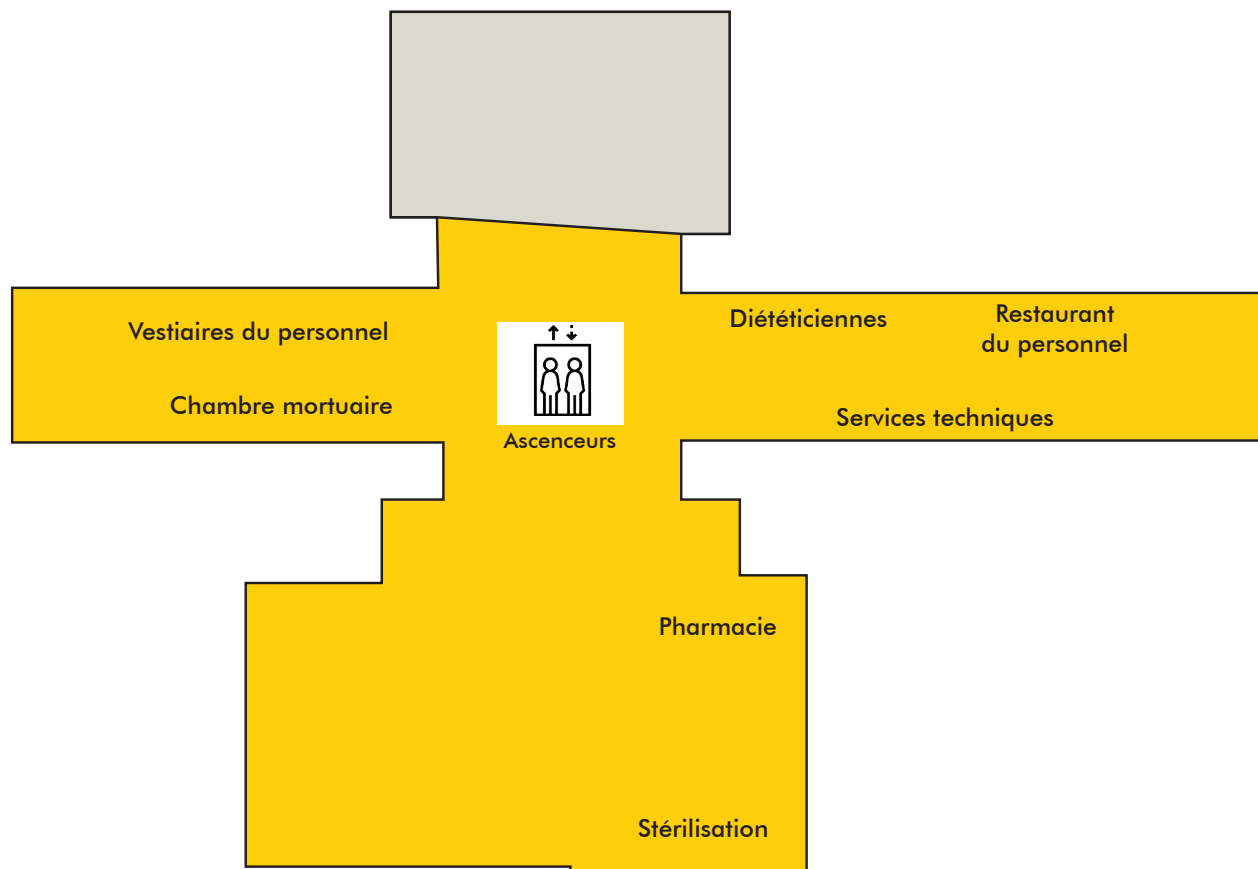 Vestiaires du personnel
Chambre mortuaire
Ascenceurs
Diététiciennes
Restaurant
du personnel
Services techniques
Pharmacie
Stérilisation